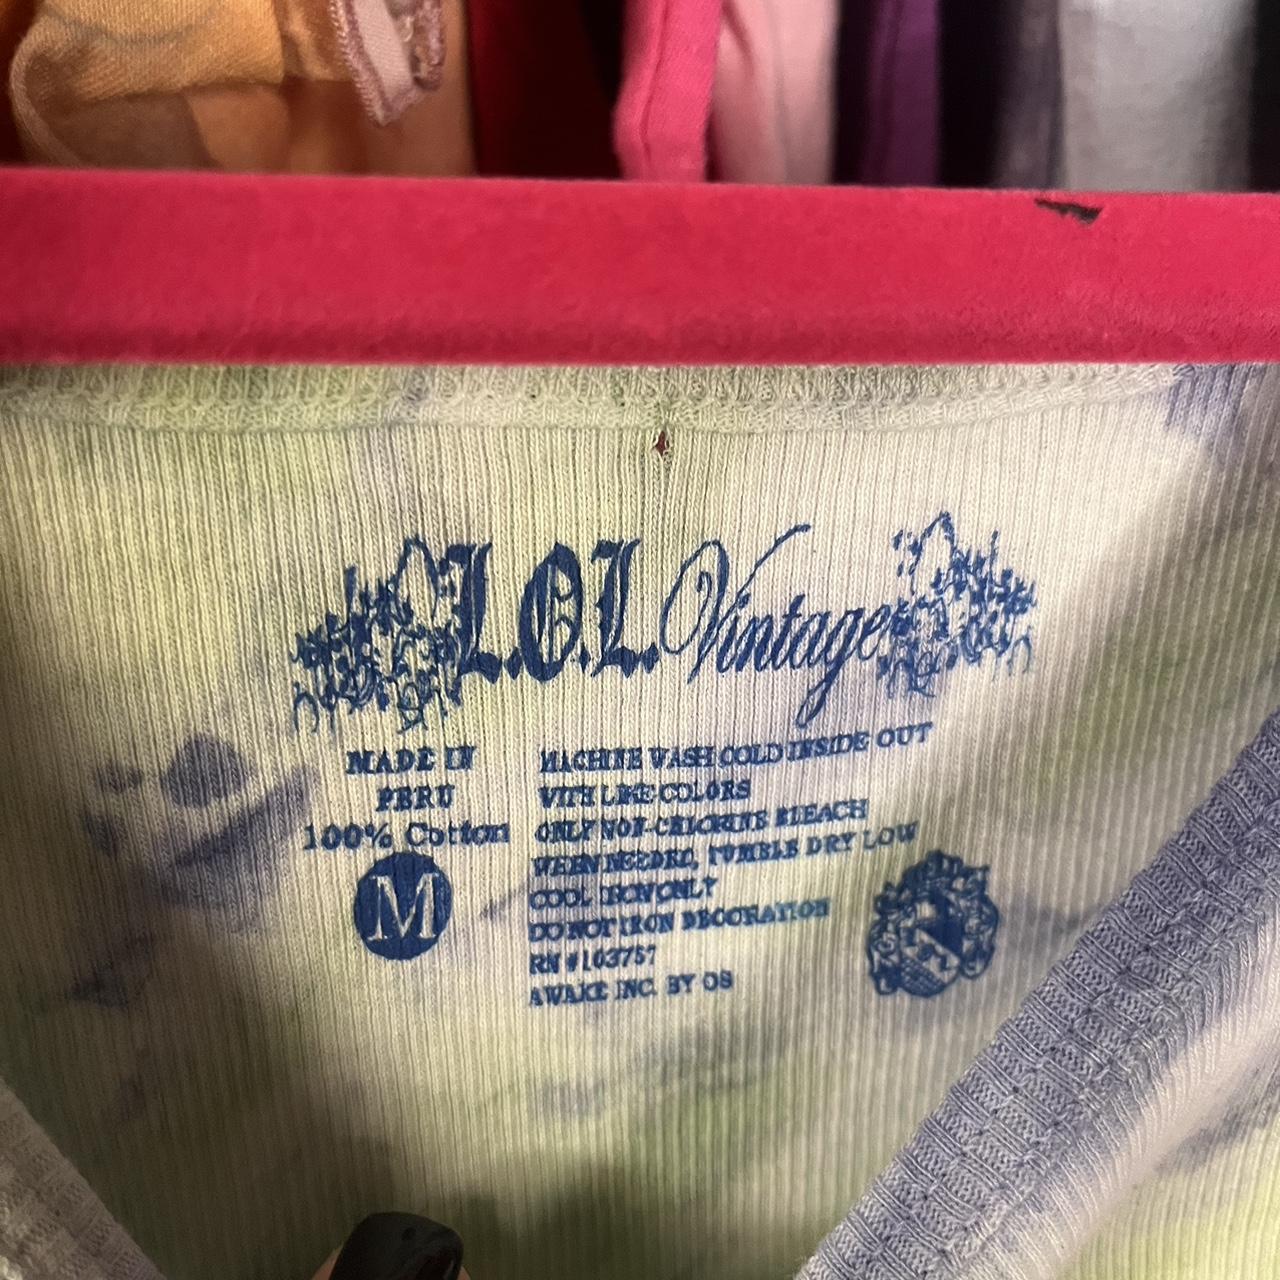 L.O.L. Vintage
MADE IN
PERU
100% Cotton
M
MACHINE WASH COLD INSIDE OUT
WITH LIKE COLORS
ONLY NON-CHLORINE BLEACH
WHEN NEEDED, TUMBLE DRY LOW
COOL IRON ONLY
DO NOT IRON DECORATION
RN #103757
AWAKE INC. BY OS